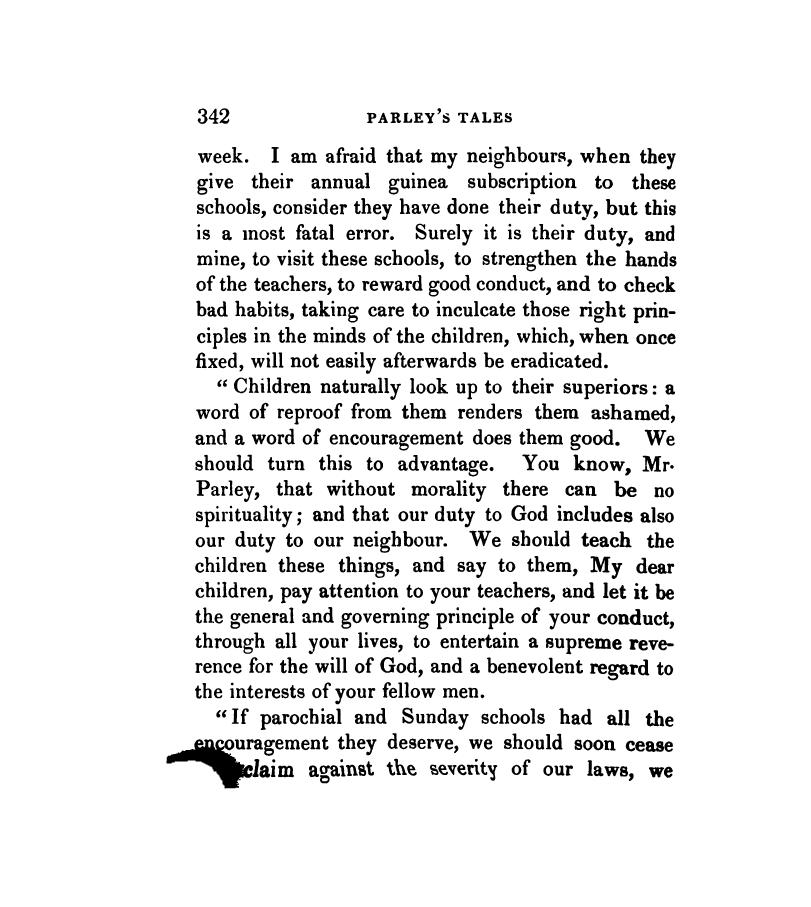 342 PARLEY'S TALES
week. I am afraid that my neighbours, when they
give their annual guinea subscription to these
schools, consider they have done their duty, but this
is a most fatal error. Surely it is their duty, and
mine, to visit these schools, to strengthen the hands
of the teachers, to reward good conduct, and to check
bad habits, taking care to inculcate those right prin-
ciples in the minds of the children, which, when once
fixed, will not easily afterwards be eradicated.
“ Children naturally look up to their superiors : a
word of reproof from them renders them ashamed,
and a word of encouragement does them good. We
should turn this to advantage. You know, Mr.
Parley, that without morality there can be no
spirituality ; and that our duty to God includes also
our duty to our neighbour. We should teach the
children these things, and say to them, My dear
children, pay attention to your teachers, and let it be
the general and governing principle of your conduct,
through all your lives, to entertain a supreme reve-
rence for the will of God, and a benevolent regard to
the interests of your fellow men.
“ If parochial and Sunday schools had all the
encouragement they deserve, we should soon cease
claim against the severity of our laws, we